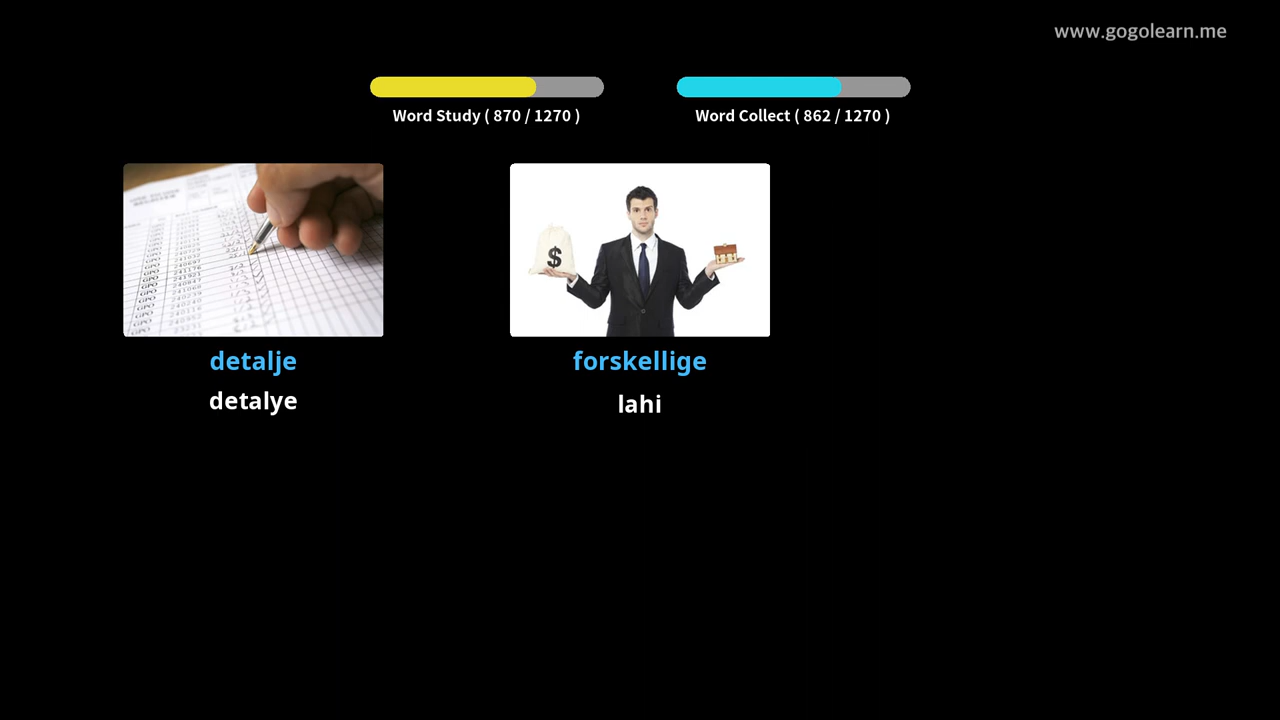 www.gogolearn.me
Word Study ( 870 / 1270 )
Word Collect ( 862 / 1270 )
$
detalje
forskellige
detalye
lahi